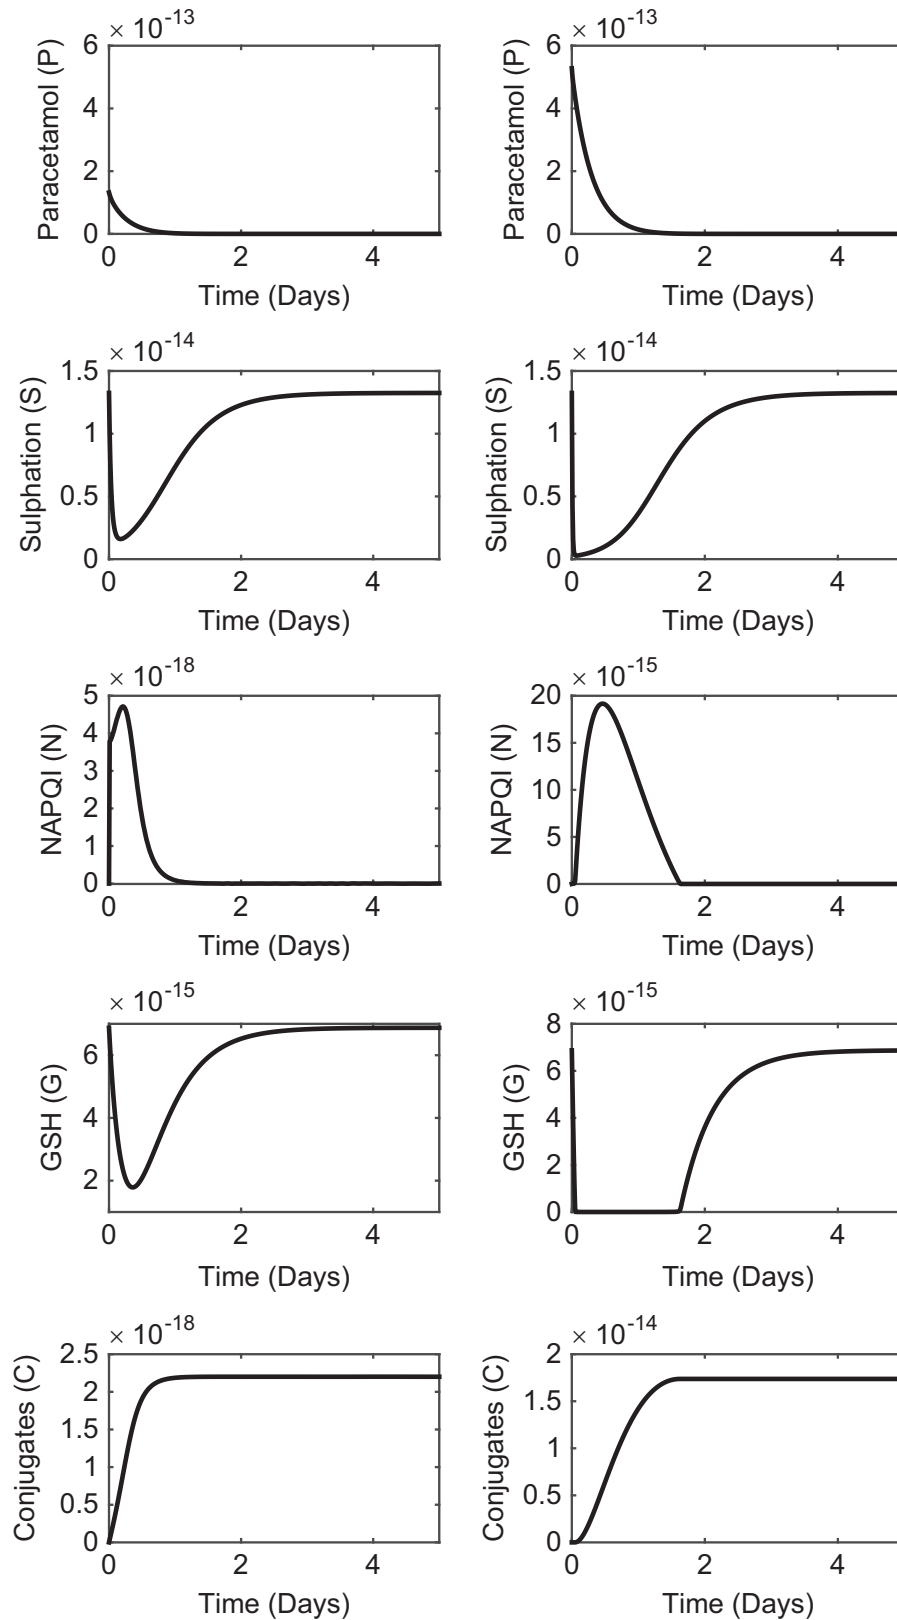 × 10-13
6
4
2
0
Paracetamol (P)
0 2 4
Time (Days)
× 10-13
6
4
2
0
Paracetamol (P)
0 2 4
Time (Days)
× 10-14
1.5
1
0.5
0
Sulphation (S)
0 2 4
Time (Days)
× 10-14
1.5
1
0.5
0
Sulphation (S)
0 2 4
Time (Days)
× 10-18
5
4
3
2
1
0
NAPQI (N)
0 2 4
Time (Days)
× 10-15
20
15
10
5
0
NAPQI (N)
0 2 4
Time (Days)
× 10-15
6
4
2
GSH (G)
0 2 4
Time (Days)
× 10-15
8
6
4
2
0
GSH (G)
0 2 4
Time (Days)
× 10-18
2.5
2
1.5
1
0.5
0
Conjugates (C)
0 2 4
Time (Days)
× 10-14
2
1.5
1
0.5
0
Conjugates (C)
0 2 4
Time (Days)